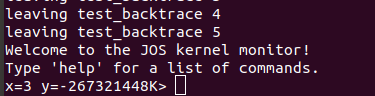 leaving test_backtrace 4
leaving test_backtrace 5
Welcome to the JOS kernel monitor!
Type 'help' for a list of commands.
x=3 y=-267321448K>